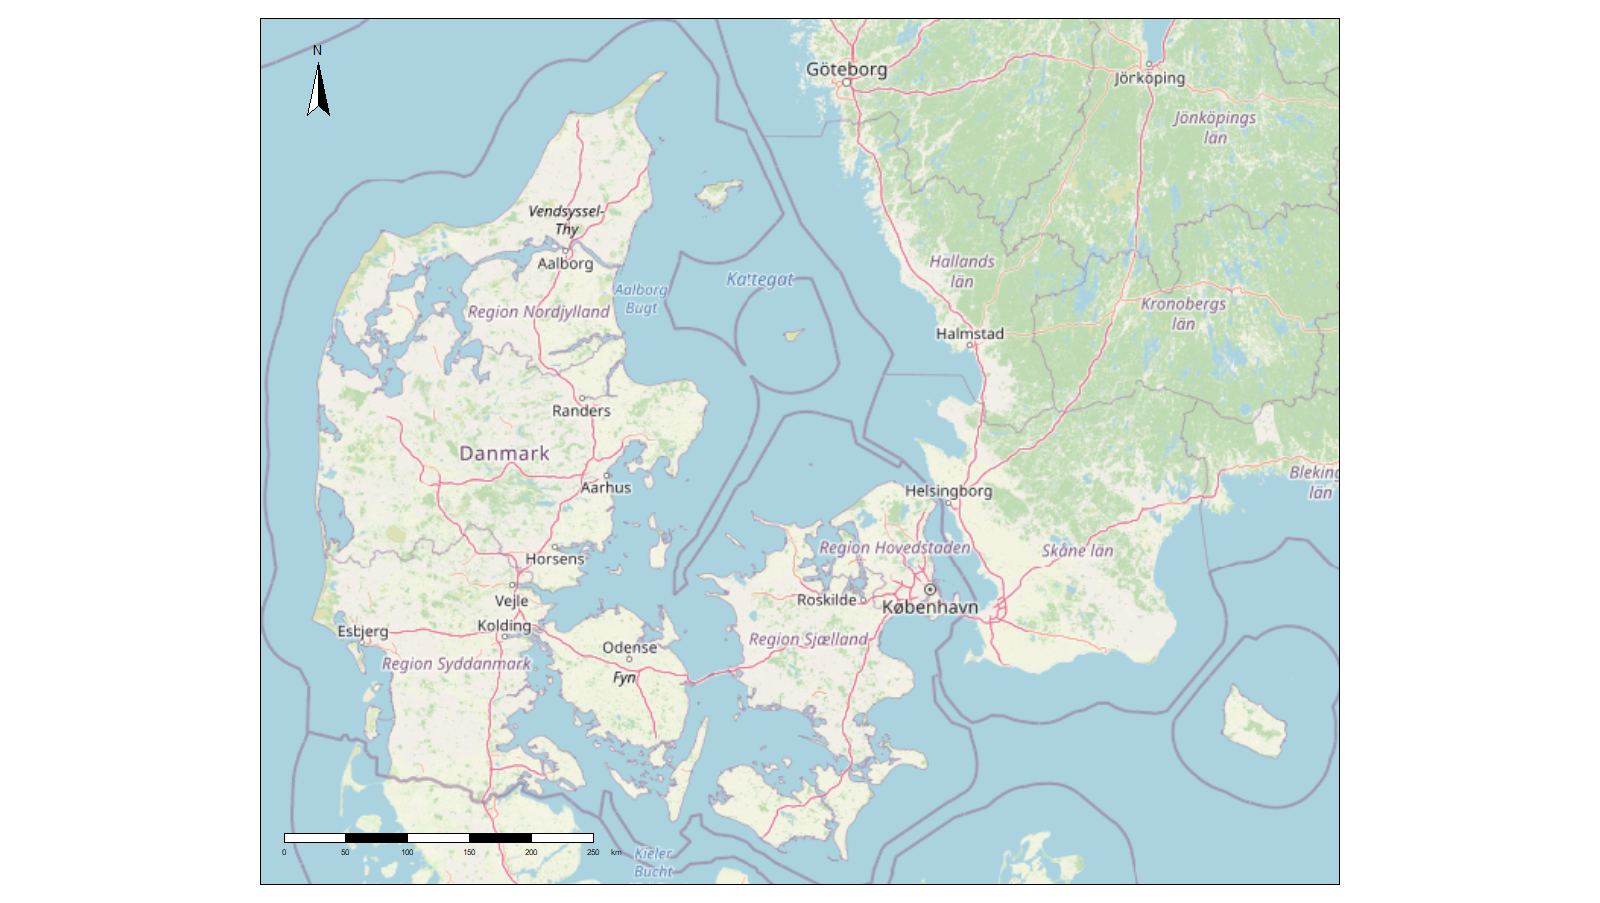 N
Göteborg
Jörköping
Jönköpings
län
Vendsyssel-
Thy
Aalborg
Hallands
län
Kattegat
Aalborg
Bugt
Region Nordjylland
Kronobergs
län
Halmstad
Randers
Danmark
Aarhus
Helsingborg
Bleking
län
Region Hovedstaden
Skåne län
Horsens
Vejle
Roskilde
København
Kolding
Esbjerg
Region Sjælland
Odense
Fyn
Region Syddanmark
0 50 100 150 200 250 km
Kieler
Bucht